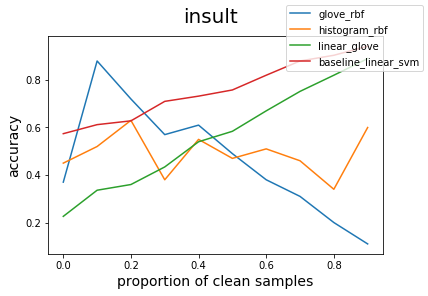 insult
glove_rbf
histogram_rbf
linear_glove
baseline_linear_svm
accuracy
0.8
0.6
0.4
0.2
0.0 0.2 0.4 0.6 0.8
proportion of clean samples